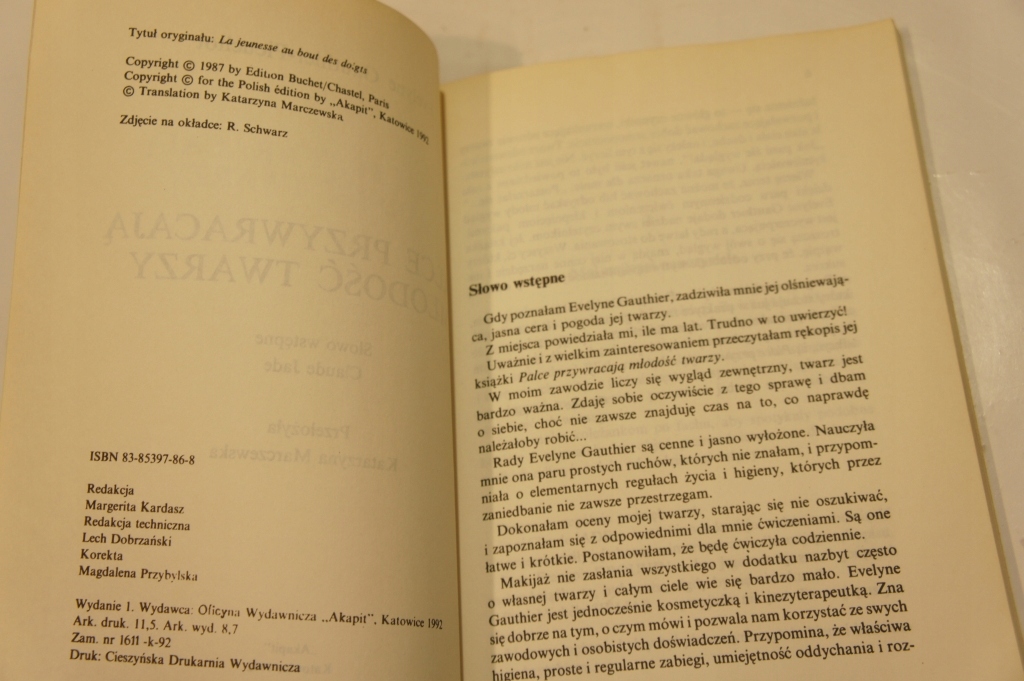 Tytuł oryginału: La jeunesse au bout des doigts
Copyright © 1987 by Edition Buchet/Chastel, Paris
Copyright © for the Polish édition by „Akapit", Katowice 1992
© Translation by Katarzyna Marczewska
Zdjęcie na okładce: R. Schwarz
ISBN 83-85397-86-8
Redakcja
Margerita Kardasz
Redakcja techniczna
Lech Dobrzański
Korekta
Magdalena Przybylska
Wydanie 1. Wydawca: Oficyna Wydawnicza „Akapit", Katowice 1992
Ark. druk. 11,5. Ark. wyd. 8,7
Zam. nr 1611 -k-92
Druk: Cieszyńska Drukarnia Wydawnicza
Słowo wstępne
Gdy poznałam Evelyne Gauthier, zadziwiła mnie jej olśniewają-
ca, jasna cera i pogoda jej twarzy.
Z miejsca powiedziała mi, ile ma lat. Trudno w to uwierzyć!
Uważnie i z wielkim zainteresowaniem przeczytałam rękopis jej
książki Palce przywracają młodość twarzy.
W moim zawodzie liczy się wygląd zewnętrzny, twarz jest
bardzo ważna. Zdaję sobie oczywiście z tego sprawę i dbam
o siebie, choć nie zawsze znajduję czas na to, co naprawdę
należałoby robić...
Rady Evelyne Gauthier są cenne i jasno wyłożone. Nauczyła
mnie ona paru prostych ruchów, których nie znałam, i przypom-
niała o elementarnych regułach życia i higieny, których przez
zaniedbanie nie zawsze przestrzegam.
Dokonałam oceny mojej twarzy, starając się nie oszukiwać,
i zapoznałam się z odpowiednimi dla mnie ćwiczeniami. Są one
łatwe i krótkie. Postanowiłam, że będę ćwiczyła codziennie.
Makijaż nie zasłania wszystkiego w dodatku nazbyt często
o własnej twarzy i całym ciele wie się bardzo mało. Evelyne
Gauthier jest jednocześnie kosmetyczką i kinezyterapeutką. Zna
się dobrze na tym, o czym mówi i pozwala nam korzystać ze swych
zawodowych i osobistych doświadczeń. Przypomina, że właściwa
higiena, proste i regularne zabiegi, umiejętność oddychania i roz-